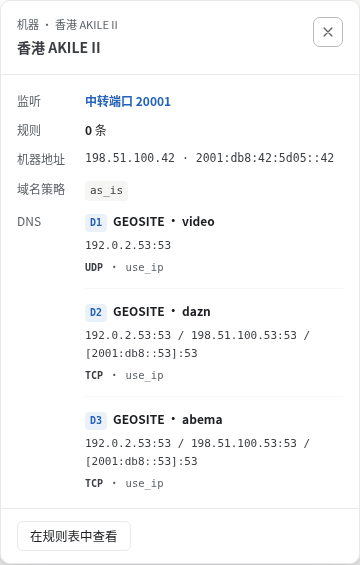 机器 • 香港 AKILE II
香港 AKILE II
监听 中转端口 20001
规则 0 条
机器地址 198.51.100.42 · 2001:db8:42:5d05::42
域名策略 as_is
DNS D1 GEOSITE • video
192.0.2.53:53
UDP • use_ip
D2 GEOSITE • dazn
192.0.2.53:53 / 198.51.100.53:53 /
[2001:db8::53]:53
TCP • use_ip
D3 GEOSITE • abema
192.0.2.53:53 / 198.51.100.53:53 /
[2001:db8::53]:53
TCP • use_ip
在规则表中查看